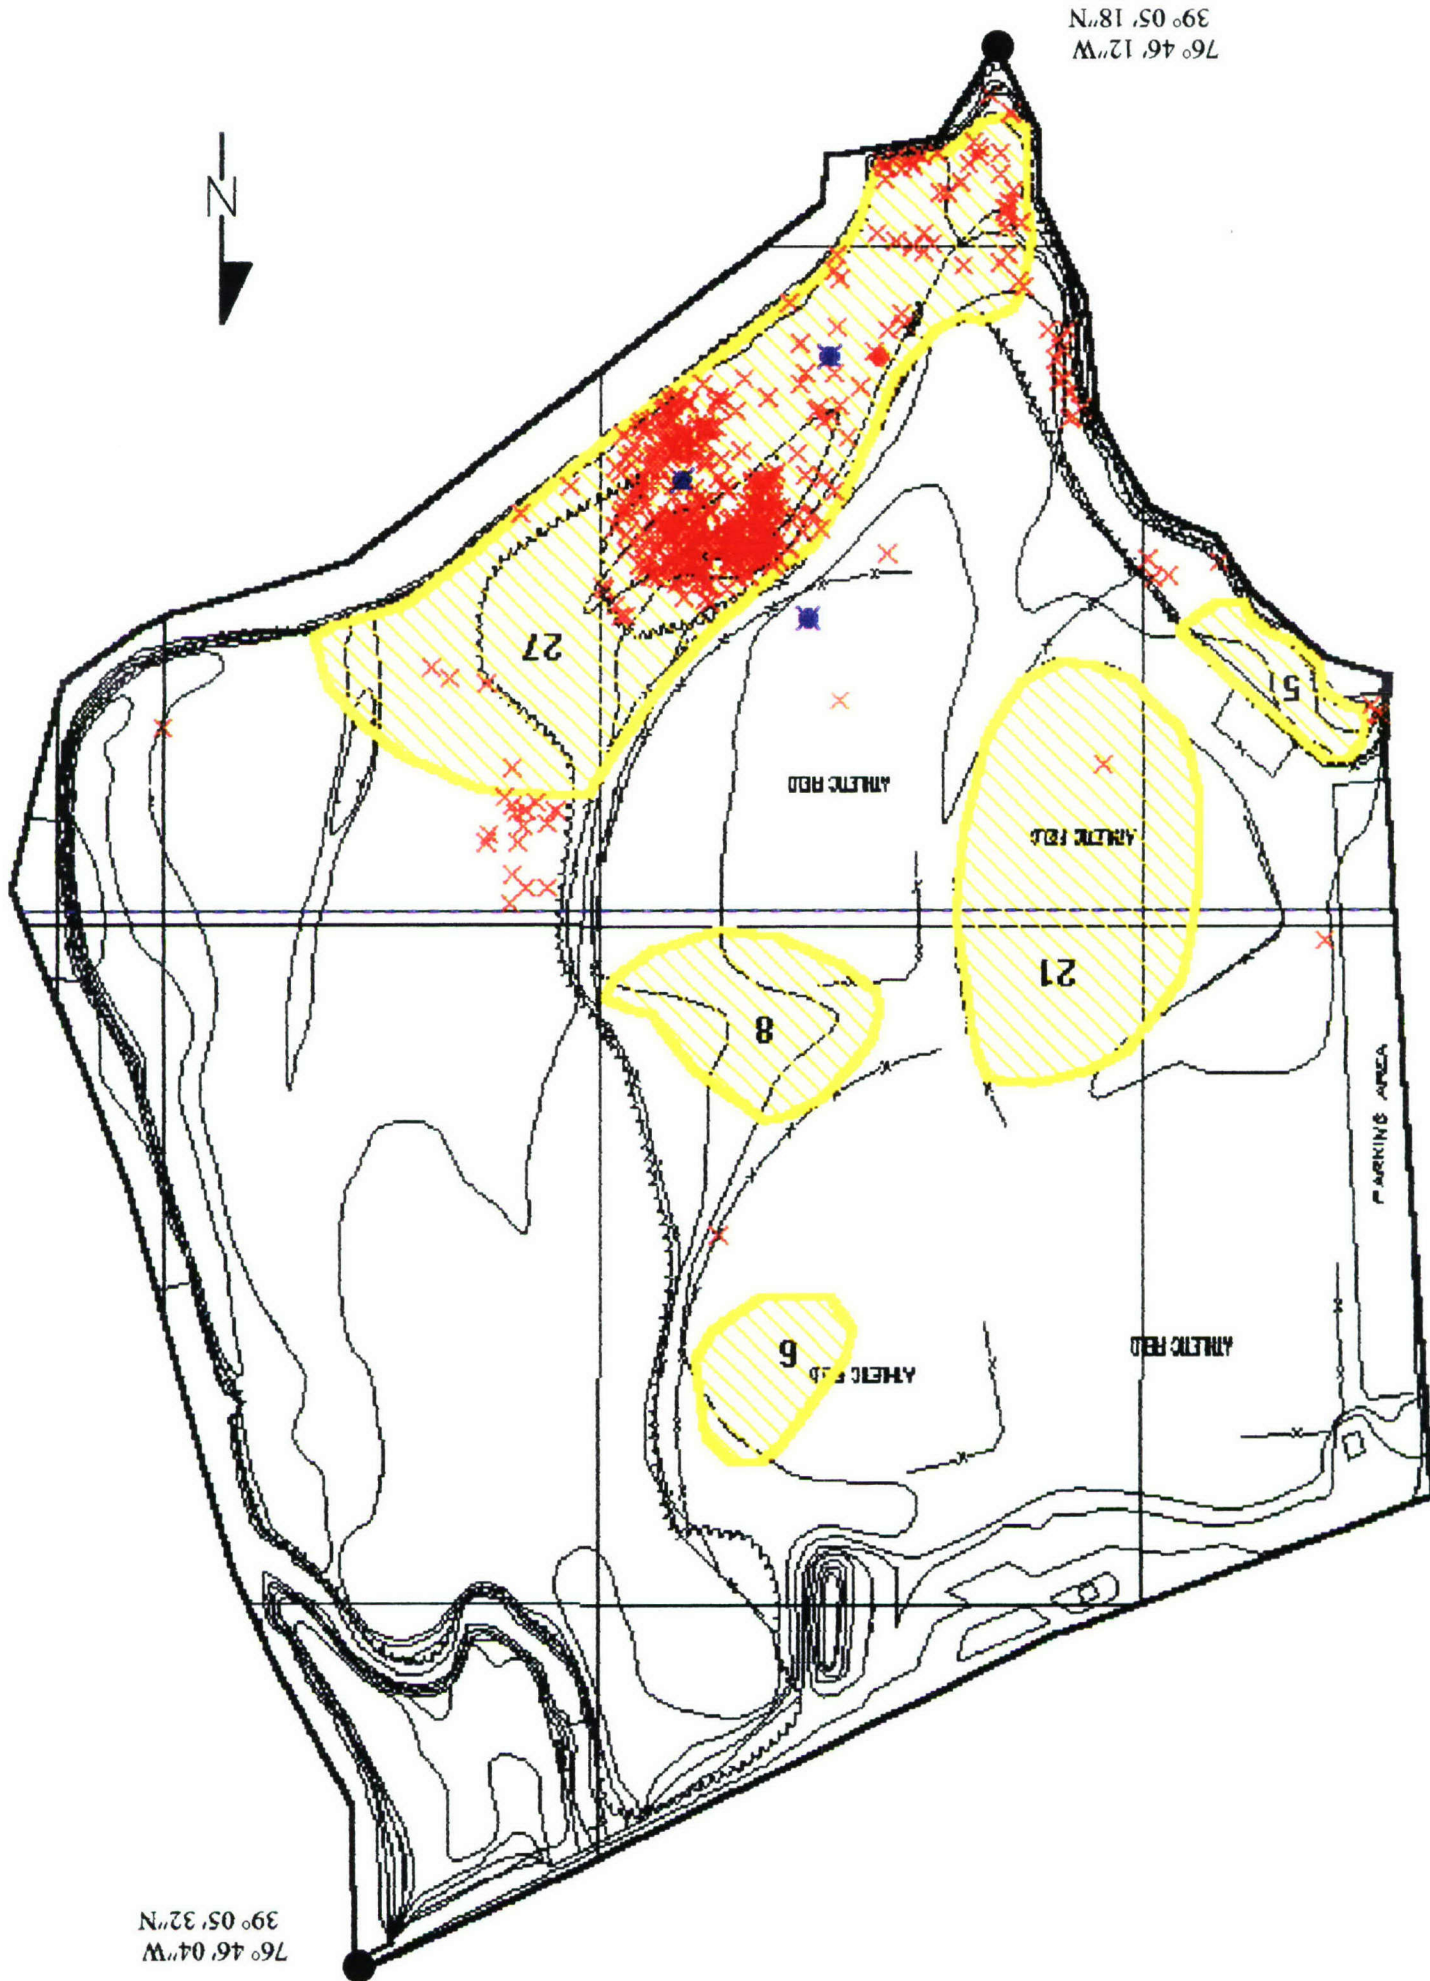 76° 46' 04"W
39° 05' 32"N
ATHLETIC FIELD
9
ATHLETIC FIELD
PARKING AREA
8
21
ATHLETIC FIELD
ATHLETIC FIELD
15
27
N
76° 46' 12"W
39° 05' 18"N